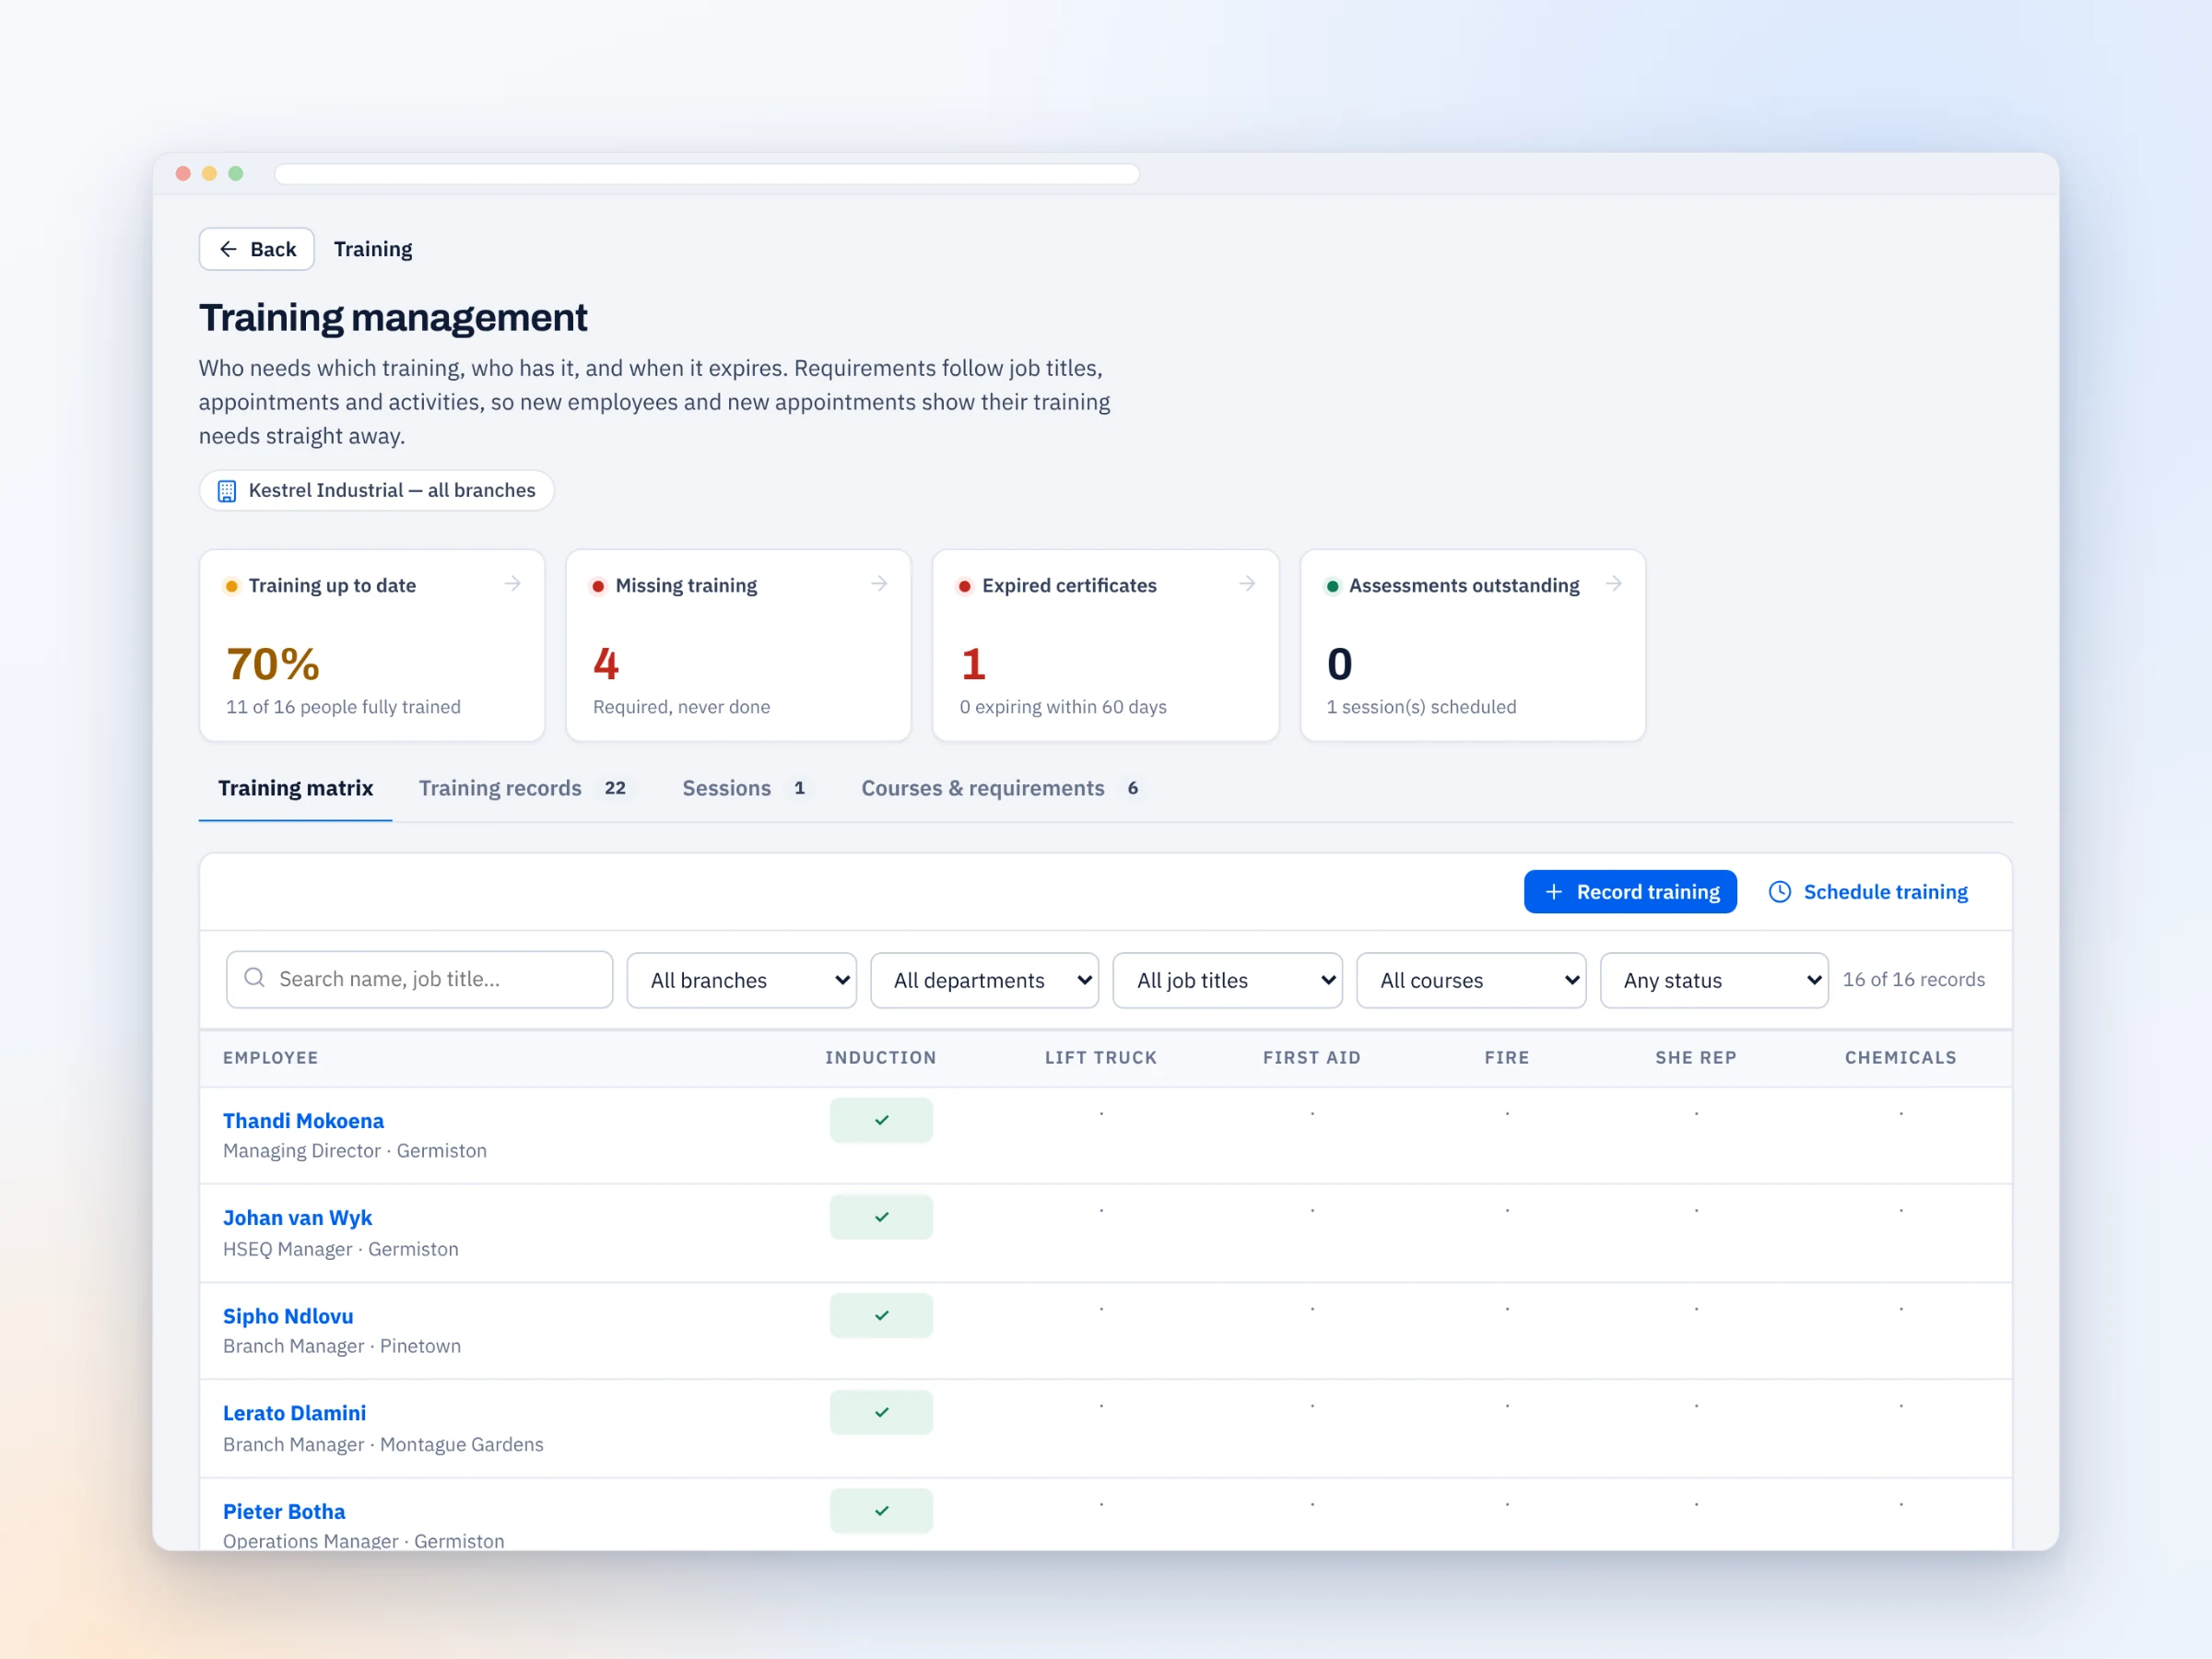 Back
Training
Training management
Who needs which training, who has it, and when it expires. Requirements follow job titles,
appointments and activities, so new employees and new appointments show their training
needs straight away.
Kestrel Industrial — all branches
Training up to date
70%
11 of 16 people fully trained
Missing training
4
Required, never done
Expired certificates
1
0 expiring within 60 days
Assessments outstanding
0
1 session(s) scheduled
Training matrix
Training records 22
Sessions 1
Courses & requirements 6
+ Record training
Schedule training
Search name, job title...
All branches
All departments
All job titles
All courses
Any status
16 of 16 records
EMPLOYEE INDUCTION LIFT TRUCK FIRST AID FIRE SHE REP CHEMICALS
Thandi Mokoena ✓ · · · · ·
Managing Director · Germiston
Johan van Wyk ✓ · · · · ·
HSEQ Manager · Germiston
Sipho Ndlovu ✓ · · · · ·
Branch Manager · Pinetown
Lerato Dlamini ✓ · · · · ·
Branch Manager · Montague Gardens
Pieter Botha ✓ · · · · ·
Operations Manager · Germiston